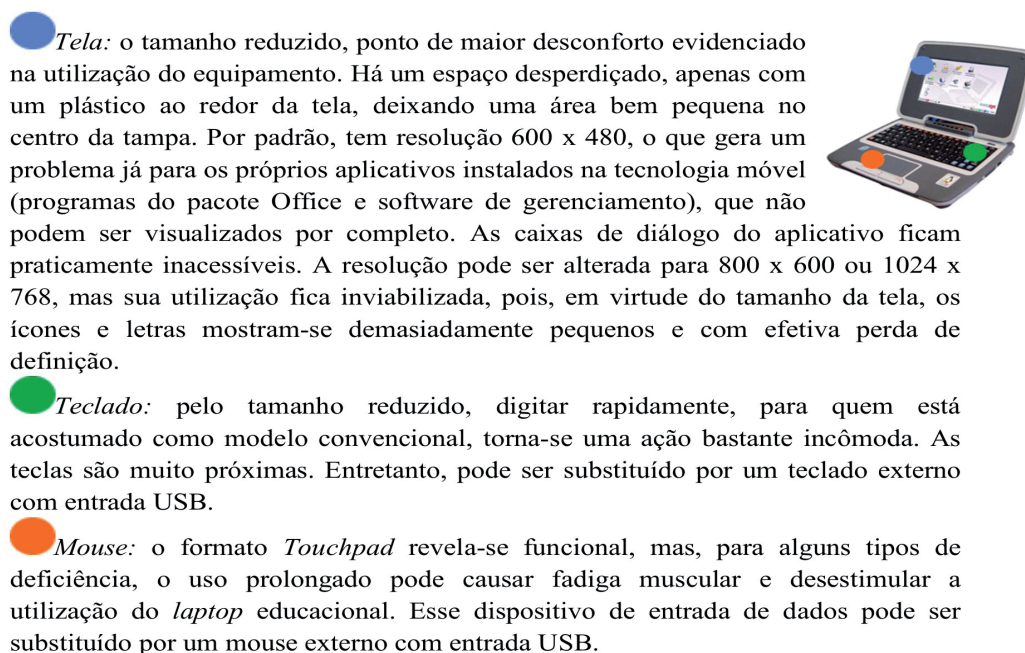 Tela: o tamanho reduzido, ponto de maior desconforto evidenciado
na utilização do equipamento. Há um espaço desperdiçado, apenas com
um plástico ao redor da tela, deixando uma área bem pequena no
centro da tampa. Por padrão, tem resolução 600 x 480, o que gera um
problema já para os próprios aplicativos instalados na tecnologia móvel
(programas do pacote Office e software de gerenciamento), que não
podem ser visualizados por completo. As caixas de diálogo do aplicativo ficam
praticamente inacessíveis. A resolução pode ser alterada para 800 x 600 ou 1024 x
768, mas sua utilização fica inviabilizada, pois, em virtude do tamanho da tela, os
ícones e letras mostram-se demasiadamente pequenos e com efetiva perda de
definição.
Teclado: pelo tamanho reduzido, digitar rapidamente, para quem está
acostumado como modelo convencional, torna-se uma ação bastante incômoda. As
teclas são muito próximas. Entretanto, pode ser substituído por um teclado externo
com entrada USB.
Mouse: o formato Touchpad revela-se funcional, mas, para alguns tipos de
deficiência, o uso prolongado pode causar fadiga muscular e desestimular a
utilização do laptop educacional. Esse dispositivo de entrada de dados pode ser
substituído por um mouse externo com entrada USB.